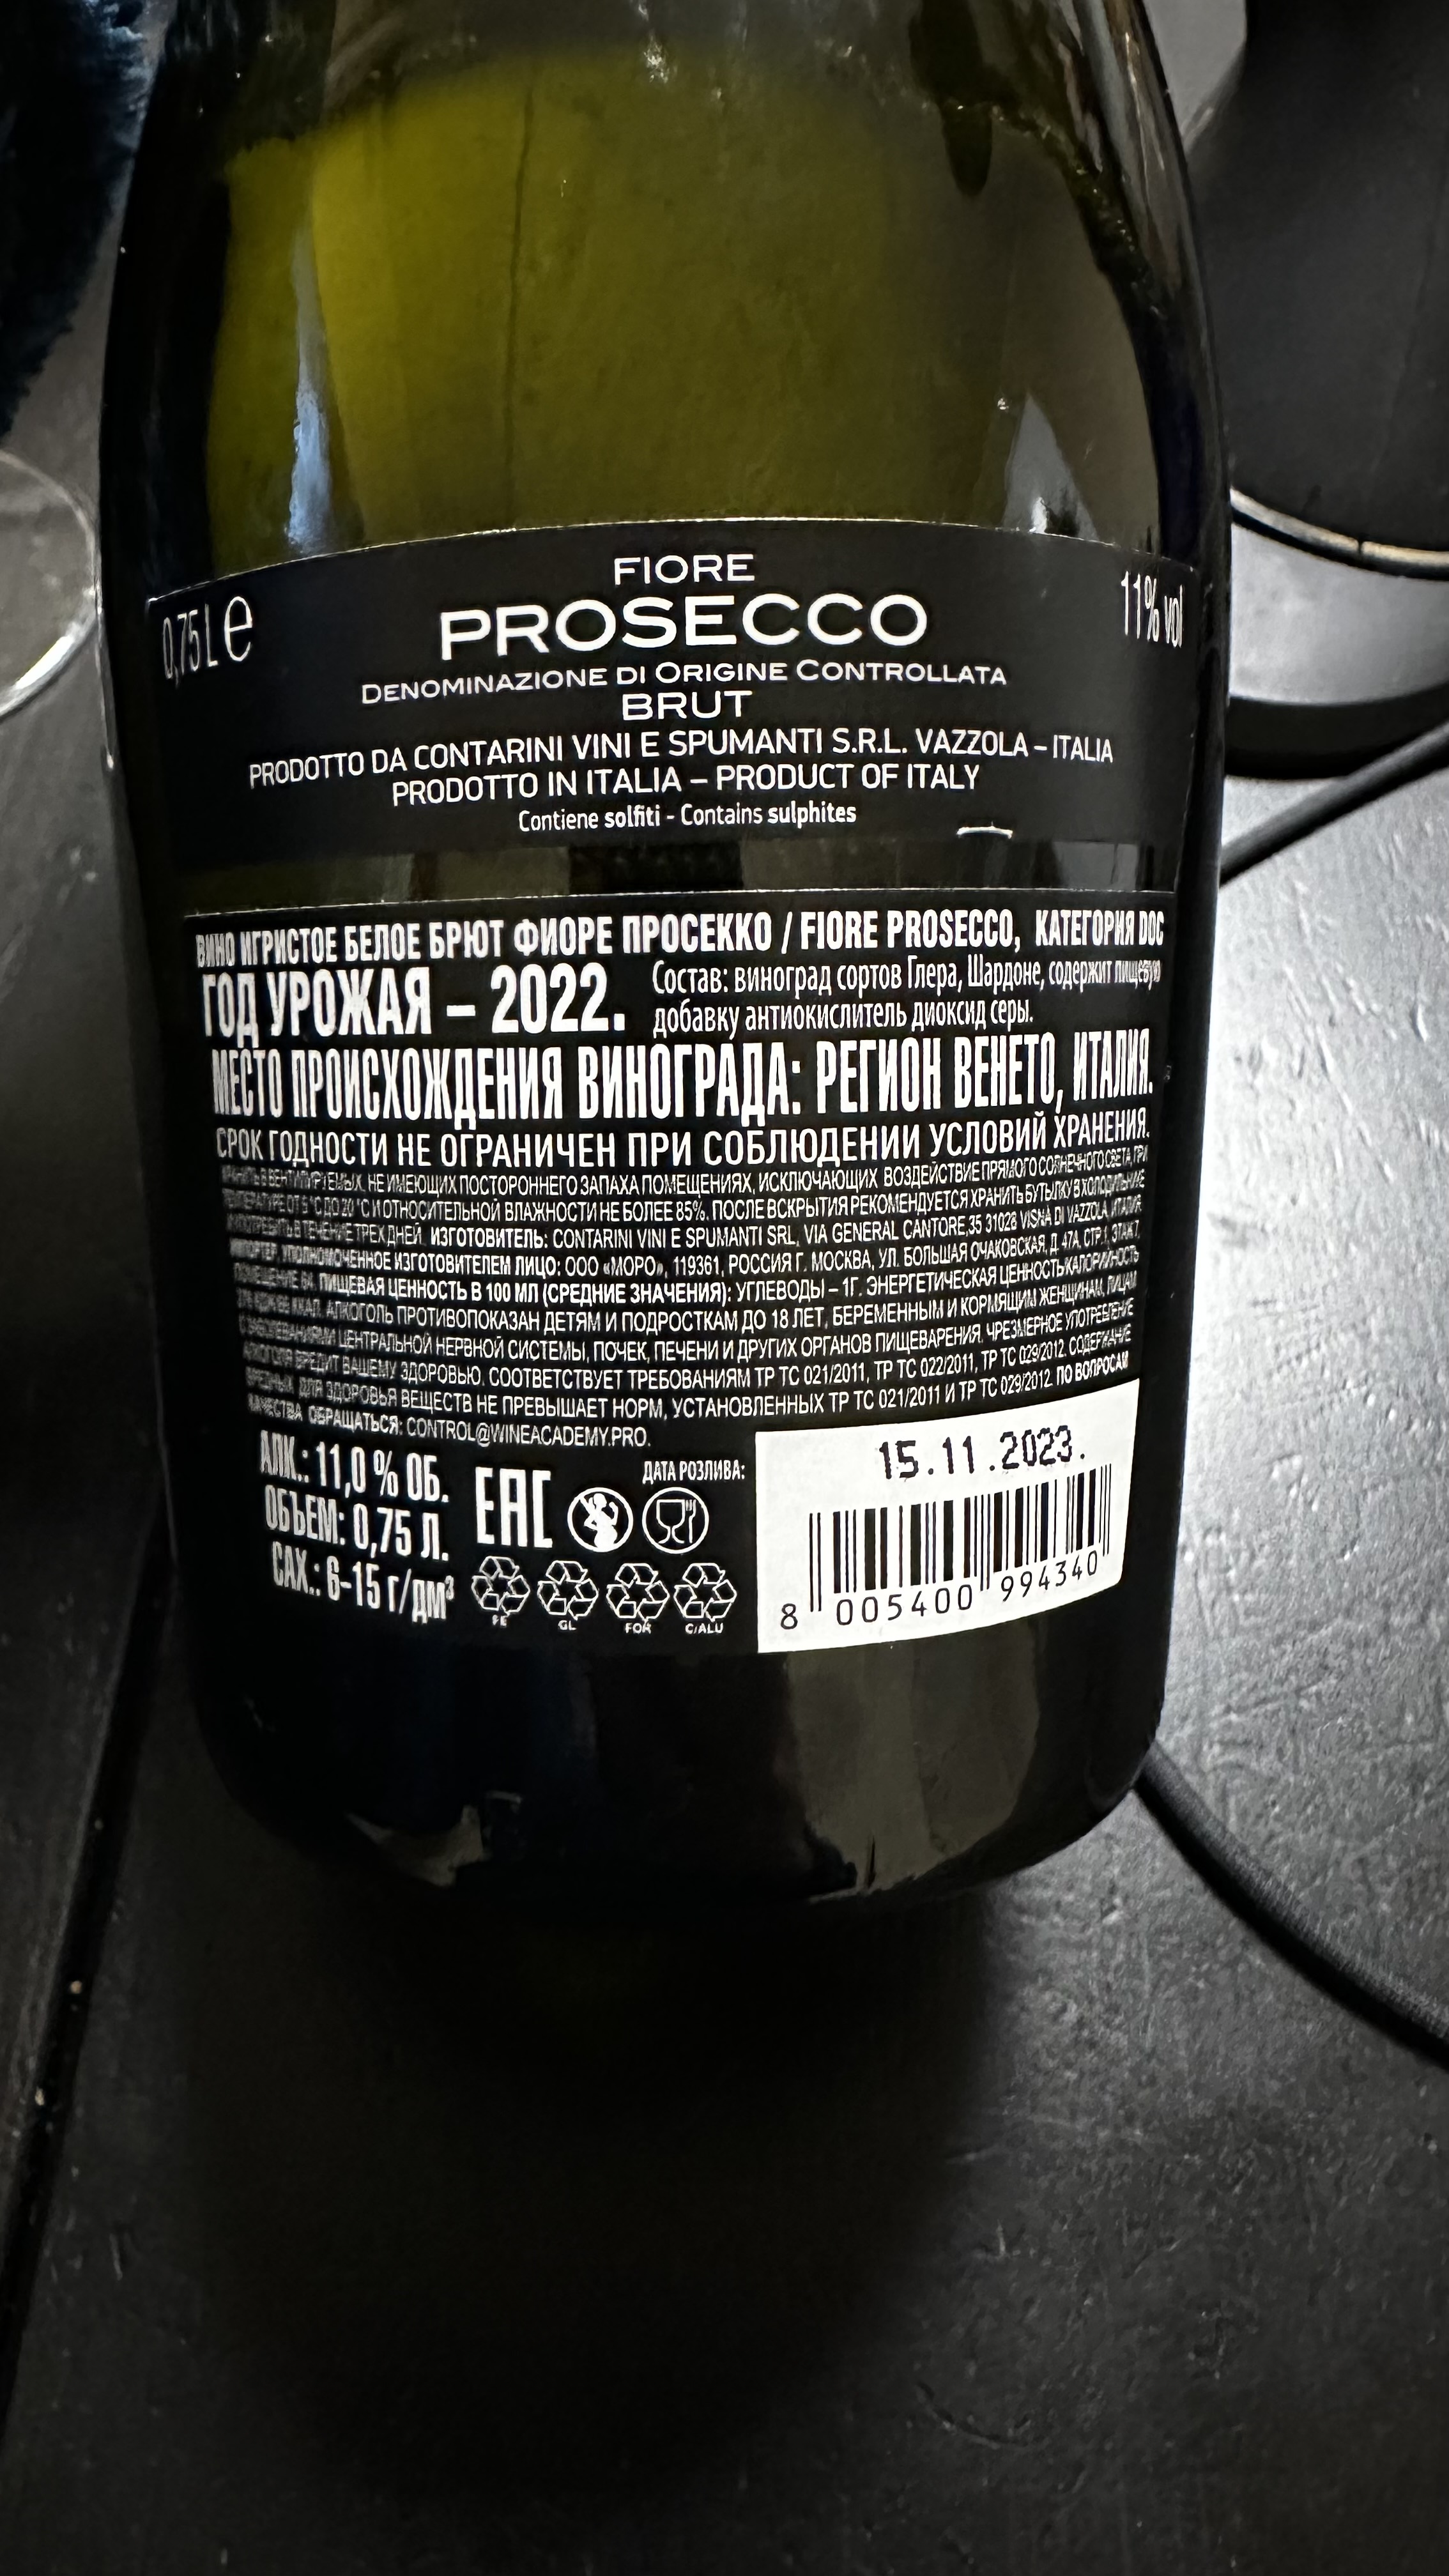 FIORE
0,75 L e
PROSECCO
11% vol
DENOMINAZIONE DI ORIGINE CONTROLLATA
BRUT
PRODOTTO DA CONTARINI VINI E SPUMANTI S.R.L. VAZZOLA – ITALIA
PRODOTTO IN ITALIA – PRODUCT OF ITALY
Contiene solfiti - Contains sulphites
ВИНО ИГРИСТОЕ БЕЛОЕ БРЮТ ФИОРЕ ПРОСЕККО / FIORE PROSECCO, КАТЕГОРИЯ DOC
ГОД УРОЖАЯ – 2022.
Состав: виноград сортов Глера, Шардоне, содержит пищевую
добавку антиокислитель диоксид серы.
МЕСТО ПРОИСХОЖДЕНИЯ ВИНОГРАДА: РЕГИОН ВЕНЕТО, ИТАЛИЯ.
СРОК ГОДНОСТИ НЕ ОГРАНИЧЕН ПРИ СОБЛЮДЕНИИ УСЛОВИЙ ХРАНЕНИЯ.
НЕ ИМЕЮЩИХ ПОСТОРОННЕГО ЗАПАХА ПОМЕЩЕНИЯХ, ИСКЛЮЧАЮЩИХ ВОЗДЕЙСТВИЕ ПРЯМОГО СОЛНЕЧНОГО СВЕТА, ПРИ
И ОТНОСИТЕЛЬНОЙ ВЛАЖНОСТИ НЕ БОЛЕЕ 85%. ПОСЛЕ ВСКРЫТИЯ РЕКОМЕНДУЕТСЯ ХРАНИТЬ БУТЫЛКУ В ХОЛОДИЛЬНИКЕ
В ТЕЧЕНИЕ ТРЕХ ДНЕЙ. ИЗГОТОВИТЕЛЬ: CONTARINI VINI E SPUMANTI SRL, VIA GENERAL CANTORE,35 31028 VISNÀ DI VAZZOLA, ИТАЛИЯ.
УПОЛНОМОЧЕННОЕ ИЗГОТОВИТЕЛЕМ ЛИЦО: ООО «МОРО», 119361, РОССИЯ Г. МОСКВА, УЛ. БОЛЬШАЯ ОЧАКОВСКАЯ, Д. 47А, СТР.1, ЭТАЖ 7,
ПИЩЕВАЯ ЦЕННОСТЬ В 100 МЛ (СРЕДНИЕ ЗНАЧЕНИЯ): УГЛЕВОДЫ – 1Г. ЭНЕРГЕТИЧЕСКАЯ ЦЕННОСТЬ/КАЛОРИЙНОСТЬ
АЛКОГОЛЬ ПРОТИВОПОКАЗАН ДЕТЯМ И ПОДРОСТКАМ ДО 18 ЛЕТ, БЕРЕМЕННЫМ И КОРМЯЩИМ ЖЕНЩИНАМ, ЛИЦАМ
ЦЕНТРАЛЬНОЙ НЕРВНОЙ СИСТЕМЫ, ПОЧЕК, ПЕЧЕНИ И ДРУГИХ ОРГАНОВ ПИЩЕВАРЕНИЯ. ЧРЕЗМЕРНОЕ УПОТРЕБЛЕНИЕ
ВРЕДИТ ВАШЕМУ ЗДОРОВЬЮ. СООТВЕТСТВУЕТ ТРЕБОВАНИЯМ ТР ТС 021/2011, ТР ТС 022/2011, ТР ТС 029/2012. СОДЕРЖАНИЕ
ДЛЯ ЗДОРОВЬЯ ВЕЩЕСТВ НЕ ПРЕВЫШАЕТ НОРМ, УСТАНОВЛЕННЫХ ТР ТС 021/2011 И ТР ТС 029/2012. ПО ВОПРОСАМ
КАЧЕСТВА ОБРАЩАТЬСЯ: CONTROL@WINEACADEMY.PRO.
АЛК.: 11,0 % ОБ.
ОБЪЕМ: 0,75 Л.
САХ.: 6-15 г/дм³
EAC
ДАТА РОЗЛИВА:
15.11.2023.
FE GL FOR C/ALU
8 005400 994340